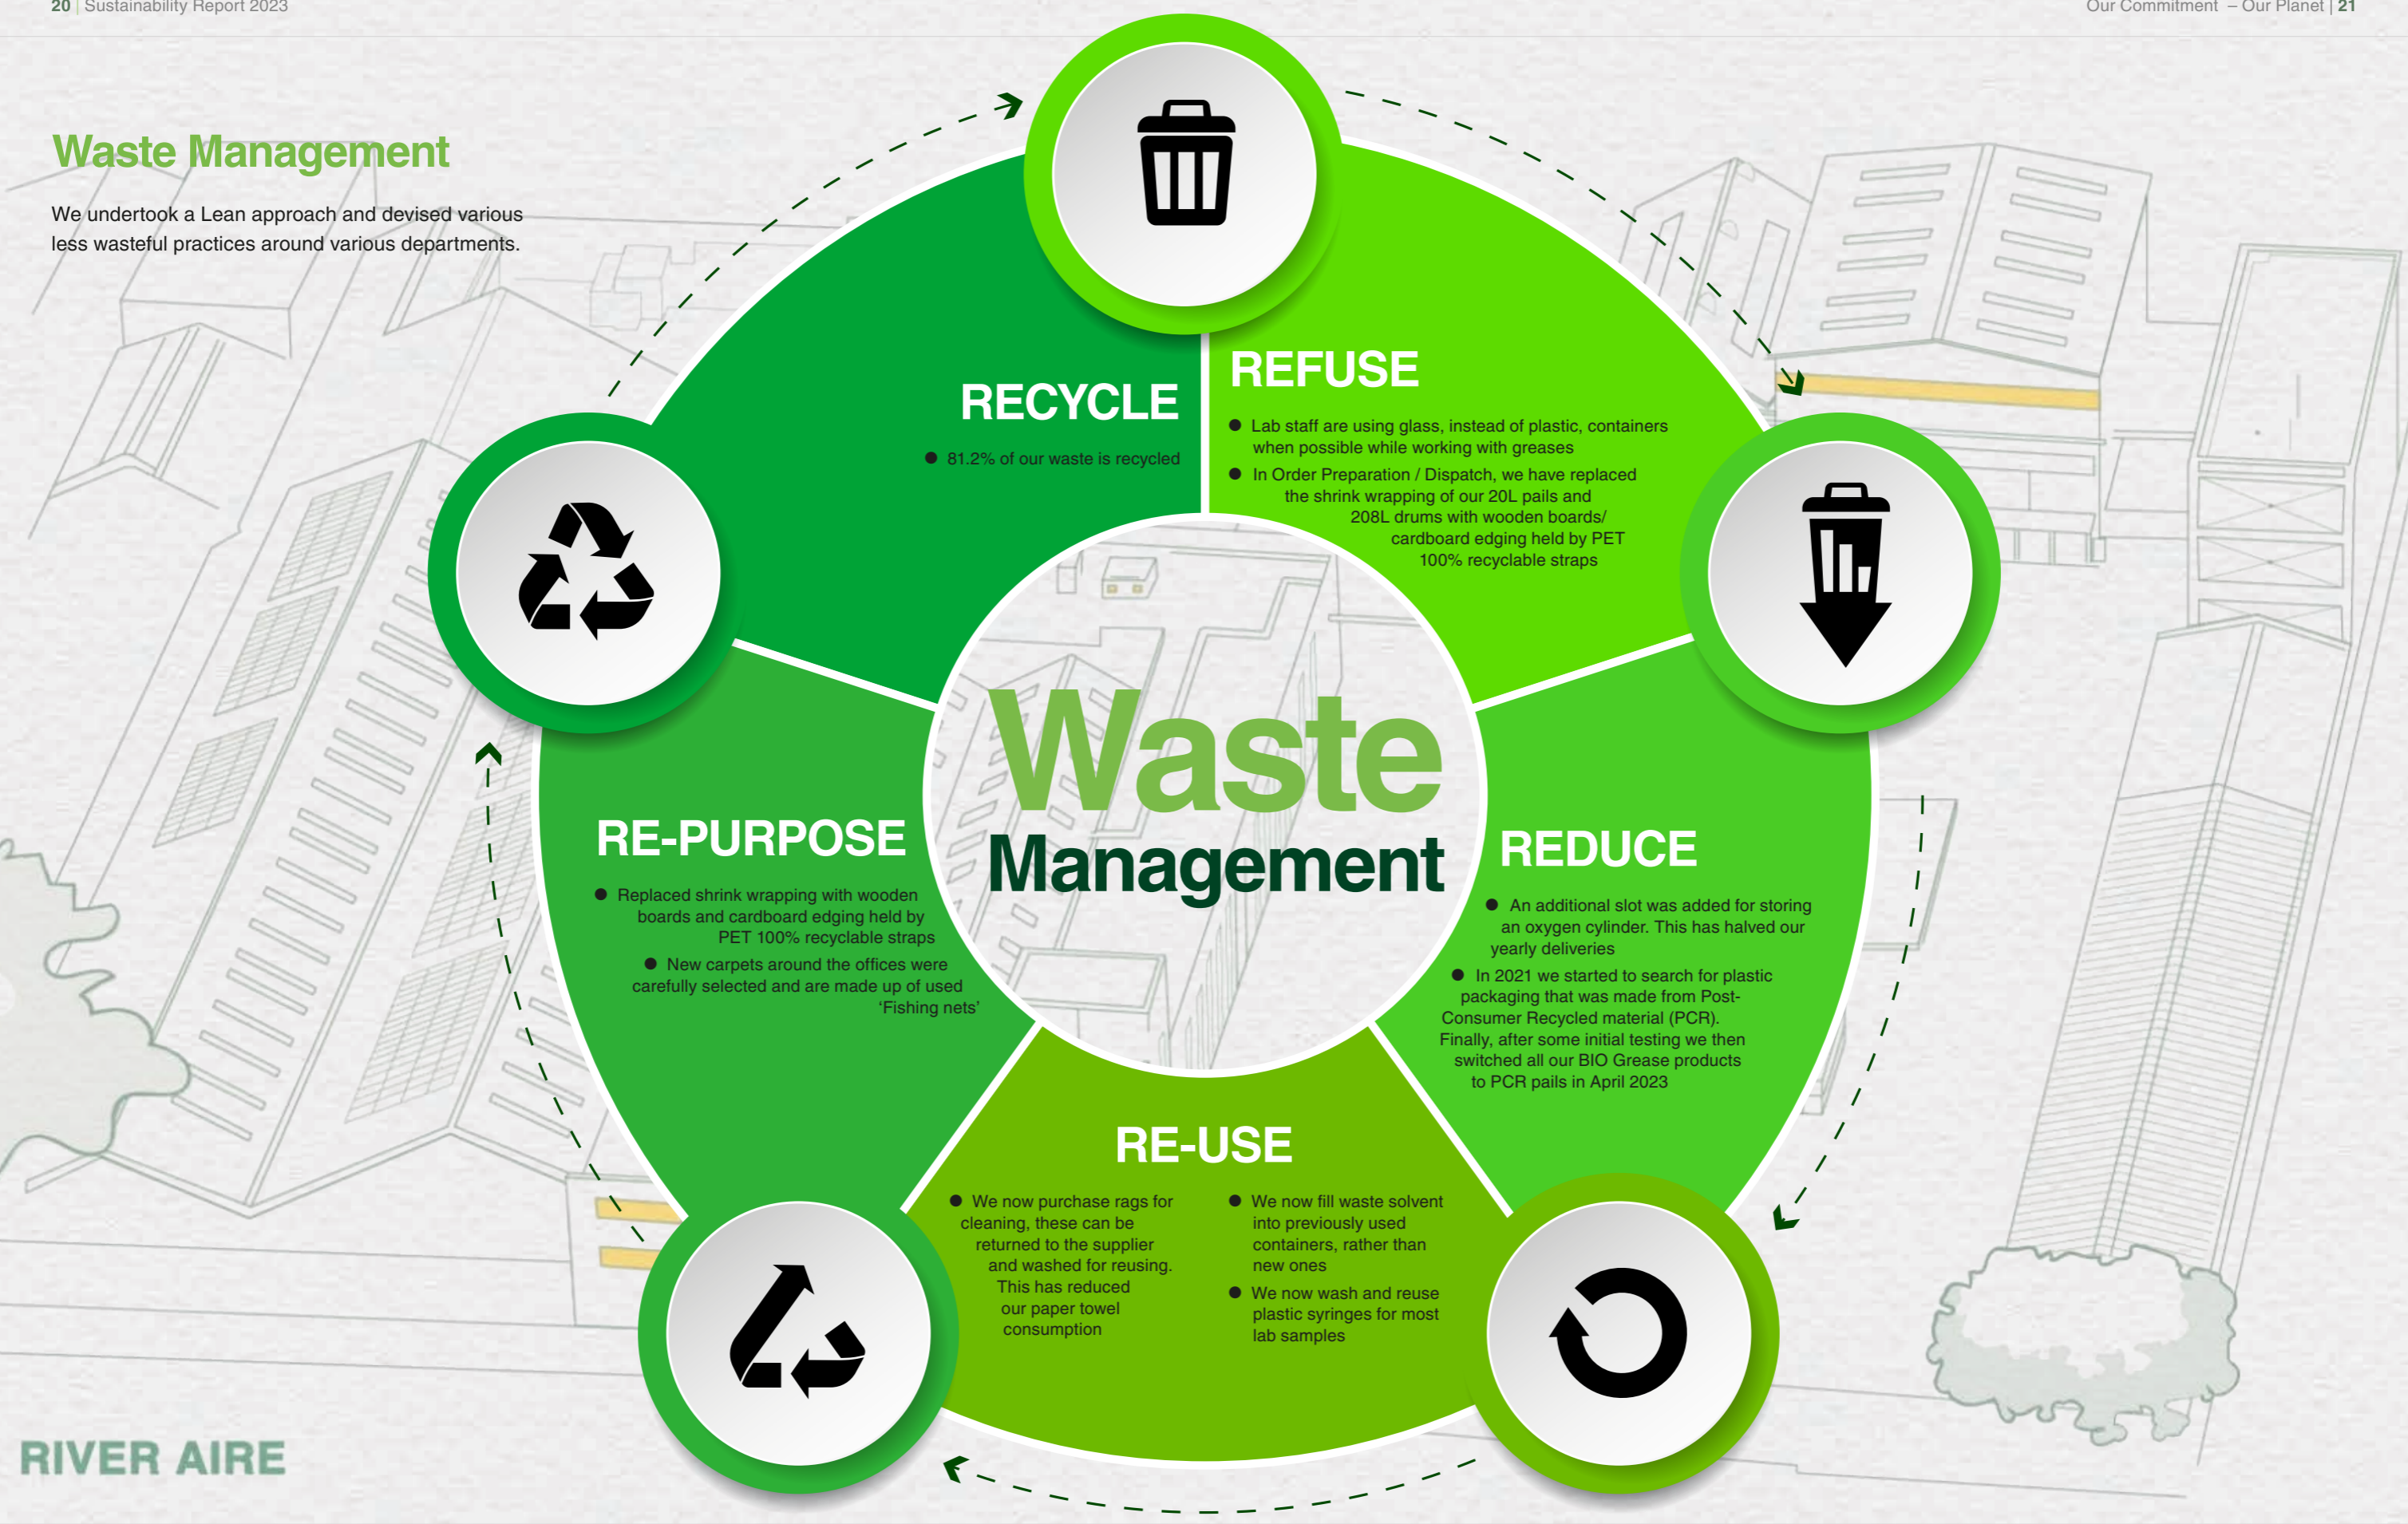 20 | Sustainability Report 2023
Our Commitment – Our Planet | 21
Waste Management
We undertook a Lean approach and devised various
less wasteful practices around various departments.
RECYCLE
● 81.2% of our waste is recycled
REFUSE
● Lab staff are using glass, instead of plastic, containers
when possible while working with greases
● In Order Preparation / Dispatch, we have replaced
the shrink wrapping of our 20L pails and
208L drums with wooden boards/
cardboard edging held by PET
100% recyclable straps
Waste
Management
RE-PURPOSE
● Replaced shrink wrapping with wooden
boards and cardboard edging held by
PET 100% recyclable straps
● New carpets around the offices were
carefully selected and are made up of used
‘Fishing nets’
REDUCE
● An additional slot was added for storing
an oxygen cylinder. This has halved our
yearly deliveries
● In 2021 we started to search for plastic
packaging that was made from Post-
Consumer Recycled material (PCR).
Finally, after some initial testing we then
switched all our BIO Grease products
to PCR pails in April 2023
RE-USE
● We now purchase rags for
cleaning, these can be
returned to the supplier
and washed for reusing.
This has reduced
our paper towel
consumption
● We now fill waste solvent
into previously used
containers, rather than
new ones
● We now wash and reuse
plastic syringes for most
lab samples
RIVER AIRE